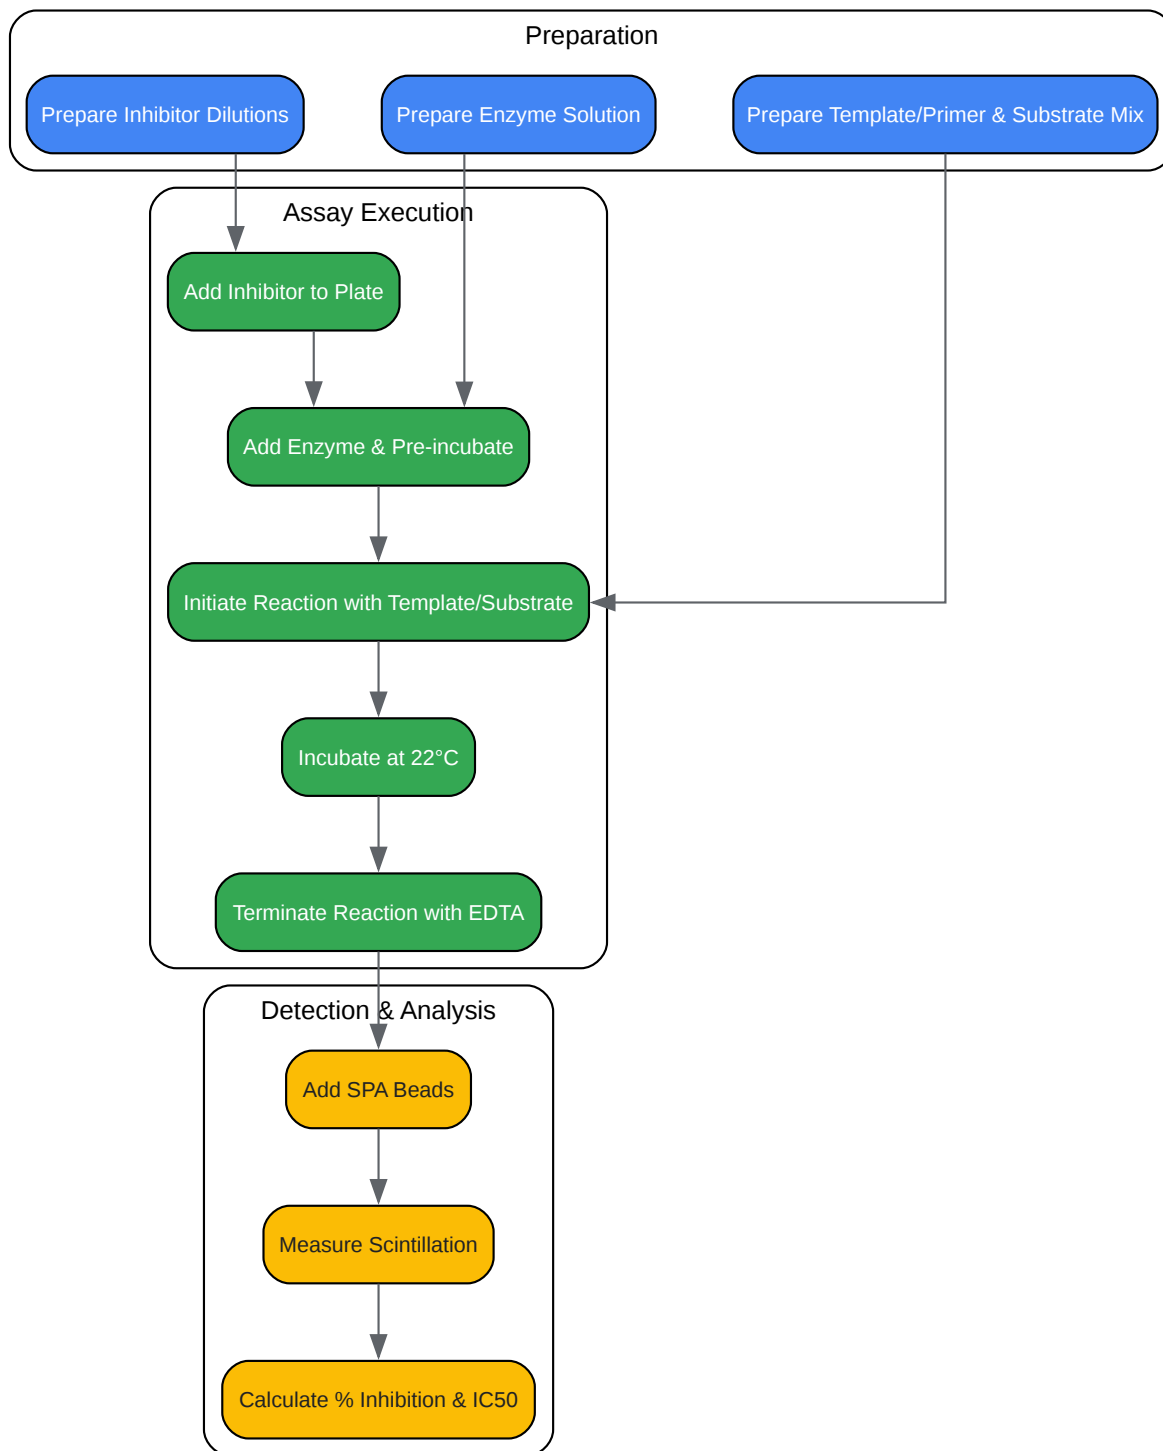 Preparation
Prepare Inhibitor Dilutions
Prepare Enzyme Solution
Prepare Template/Primer & Substrate Mix
Assay Execution
Add Inhibitor to Plate
Add Enzyme & Pre-incubate
Initiate Reaction with Template/Substrate
Incubate at 22°C
Terminate Reaction with EDTA
Detection & Analysis
Add SPA Beads
Measure Scintillation
Calculate % Inhibition & IC50